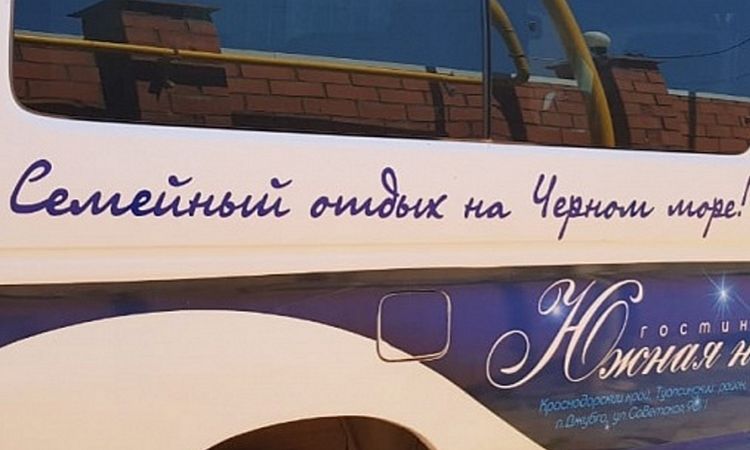 Семейный отдых на Черном море!
гостин
Южная н
Краснодарский край, Туапсинский район,
п.Джубга, ул.Советская